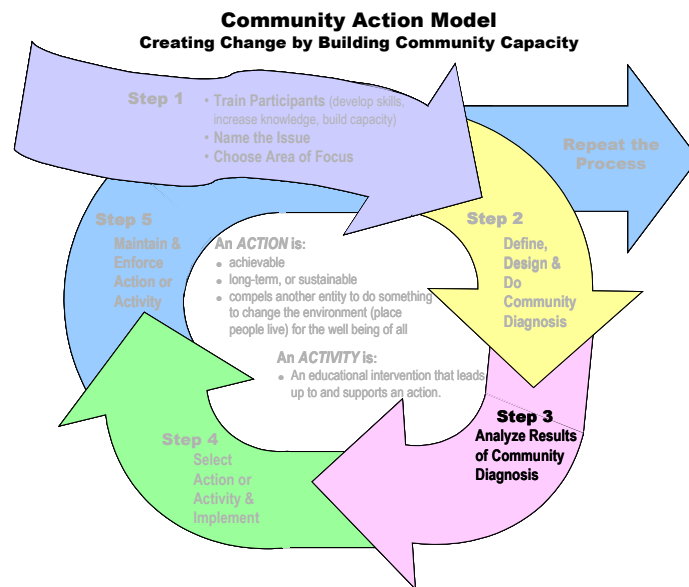 Community Action Model
Creating Change by Building Community Capacity
Step 1
• Train Participants (develop skills,
increase knowledge, build capacity)
• Name the Issue
• Choose Area of Focus
Repeat the
Process
Step 2
Define,
Design &
Do
Community
Diagnosis
Step 3
Analyze Results
of Community
Diagnosis
Step 4
Select
Action or
Activity &
Implement
Step 5
Maintain &
Enforce
Action or
Activity
An ACTION is:
• achievable
• long-term, or sustainable
• compels another entity to do something
to change the environment (place
people live) for the well being of all
An ACTIVITY is:
• An educational intervention that leads
up to and supports an action.